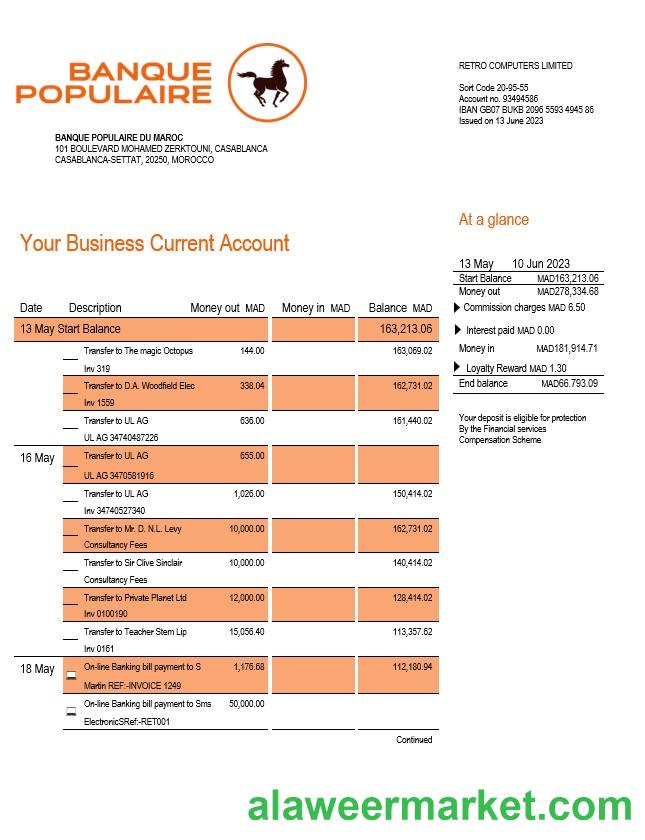 BANQUE
POPULAIRE
RETRO COMPUTERS LIMITED
Sort Code 20-95-55
Account no. 93494586
IBAN GB07 BUKB 2096 5593 4945 86
Issued on 13 June 2023
BANQUE POPULAIRE DU MAROC
101 BOULEVARD MOHAMED ZERKTOUNI, CASABLANCA
CASABLANCA-SETTAT, 20250, MOROCCO
At a glance
Your Business Current Account
13 May 10 Jun 2023
Start Balance MAD163,213.06
Money out MAD278,334.68
Commission charges MAD 6.50
Interest paid MAD 0.00
Money in MAD181,914.71
Loyalty Reward MAD 1.30
End balance MAD66.793.09
Your deposit is eligible for protection
By the Financial services
Compensation Scheme
Date Description Money out MAD Money in MAD Balance MAD
13 May Start Balance 163,213.06
Transfer to The magic Octopus 144.00 163,069.02
Inv 319
Transfer to D.A. Woodfield Elec 338.04 162,731.02
Inv 1559
Transfer to UL AG 636.00 161,440.02
UL AG 34740487226
16 May Transfer to UL AG 655.00
UL AG 3470581916
Transfer to UL AG 1,026.00 150,414.02
Inv 34740527340
Transfer to Mr. D. N.L. Levy 10,000.00 162,731.02
Consultancy Fees
Transfer to Sir Clive Sinclair 10,000.00 140,414.02
Consultancy Fees
Transfer to Private Planet Ltd 12,000.00 128,414.02
Inv 0100190
Transfer to Teacher Stem Lip 15,056.40 113,357.62
Inv 0161
18 May On-line Banking bill payment to S 1,176.68 112,180.94
Martin REF:-INVOICE 1249
On-line Banking bill payment to Sms 50,000.00
ElectronicSRef:-RET001
Continued
alaweermarket.com